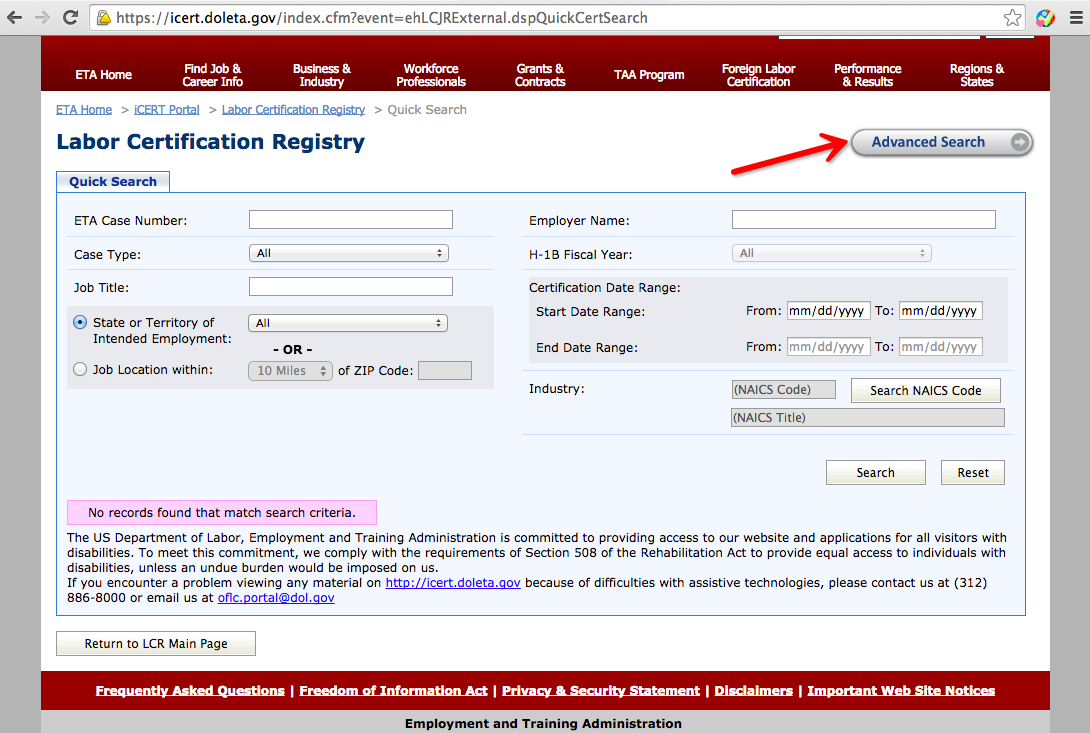 https://icert.doleta.gov/index.cfm?event=ehLCJRExternal.dspQuickCertSearch
ETA Home
Find Job &
Career Info
Business &
Industry
Workforce
Professionals
Grants &
Contracts
TAA Program
Foreign Labor
Certification
Performance
& Results
Regions &
States
ETA Home > iCERT Portal > Labor Certification Registry > Quick Search
Labor Certification Registry
Advanced Search
Quick Search
ETA Case Number:
Employer Name:
Case Type: All
H-1B Fiscal Year: All
Job Title:
Certification Date Range:
Start Date Range: From: mm/dd/yyyy To: mm/dd/yyyy
State or Territory of
Intended Employment: All
- OR -
End Date Range: From: mm/dd/yyyy To: mm/dd/yyyy
Job Location within: 10 Miles of ZIP Code:
Industry: (NAICS Code) Search NAICS Code
(NAICS Title)
Search Reset
No records found that match search criteria.
The US Department of Labor, Employment and Training Administration is committed to providing access to our website and applications for all visitors with
disabilities. To meet this commitment, we comply with the requirements of Section 508 of the Rehabilitation Act to provide equal access to individuals with
disabilities, unless an undue burden would be imposed on us.
If you encounter a problem viewing any material on http://icert.doleta.gov because of difficulties with assistive technologies, please contact us at (312)
886-8000 or email us at oflc.portal@dol.gov
Return to LCR Main Page
Frequently Asked Questions | Freedom of Information Act | Privacy & Security Statement | Disclaimers | Important Web Site Notices
Employment and Training Administration